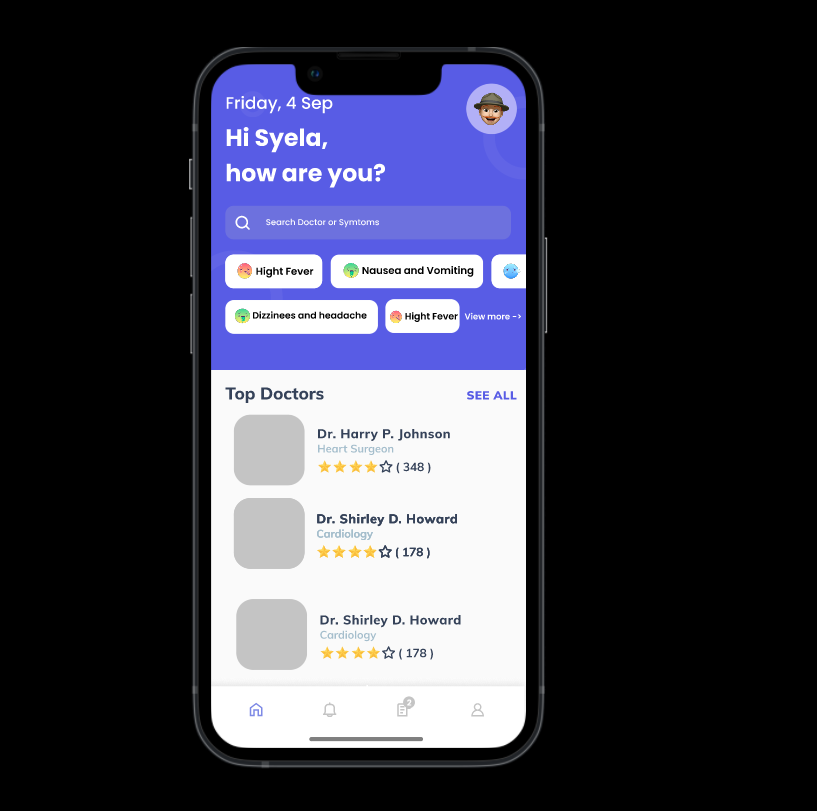 Friday, 4 Sep
Hi Syela,
how are you?
Search Doctor or Symtoms
Hight Fever
Nausea and Vomiting
Dizzinees and headache
Hight Fever
View more ->
Top Doctors
SEE ALL
Dr. Harry P. Johnson
Heart Surgeon
( 348 )
Dr. Shirley D. Howard
Cardiology
( 178 )
Dr. Shirley D. Howard
Cardiology
( 178 )
2